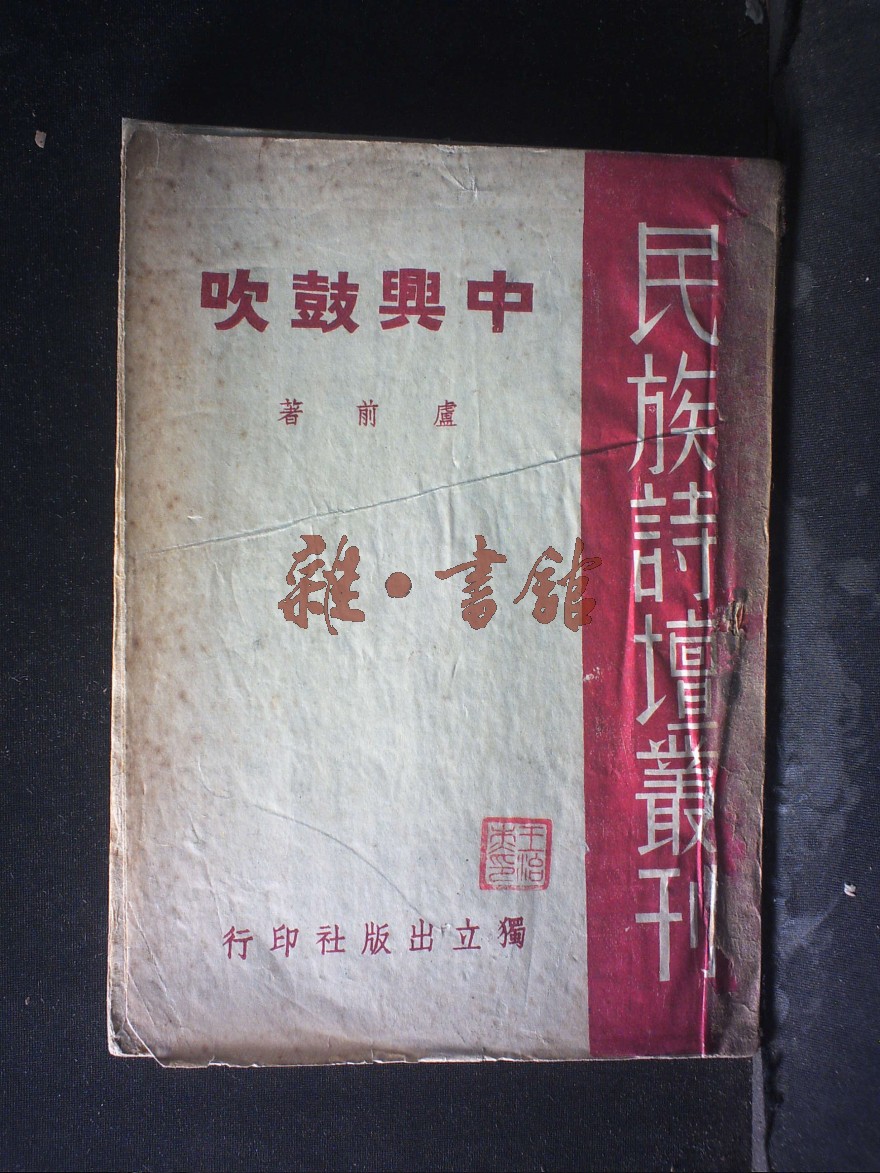 民族詩壇叢刊
中興鼓吹
盧前著
雜·書館
獨立出版社印行